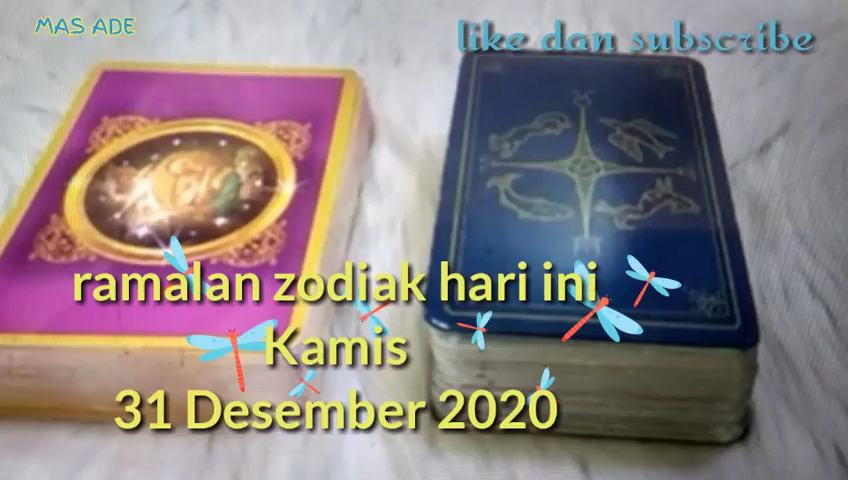 MAS ADE
like dan subscribe
ramalan zodiak hari ini
Kamis
31 Desember 2020